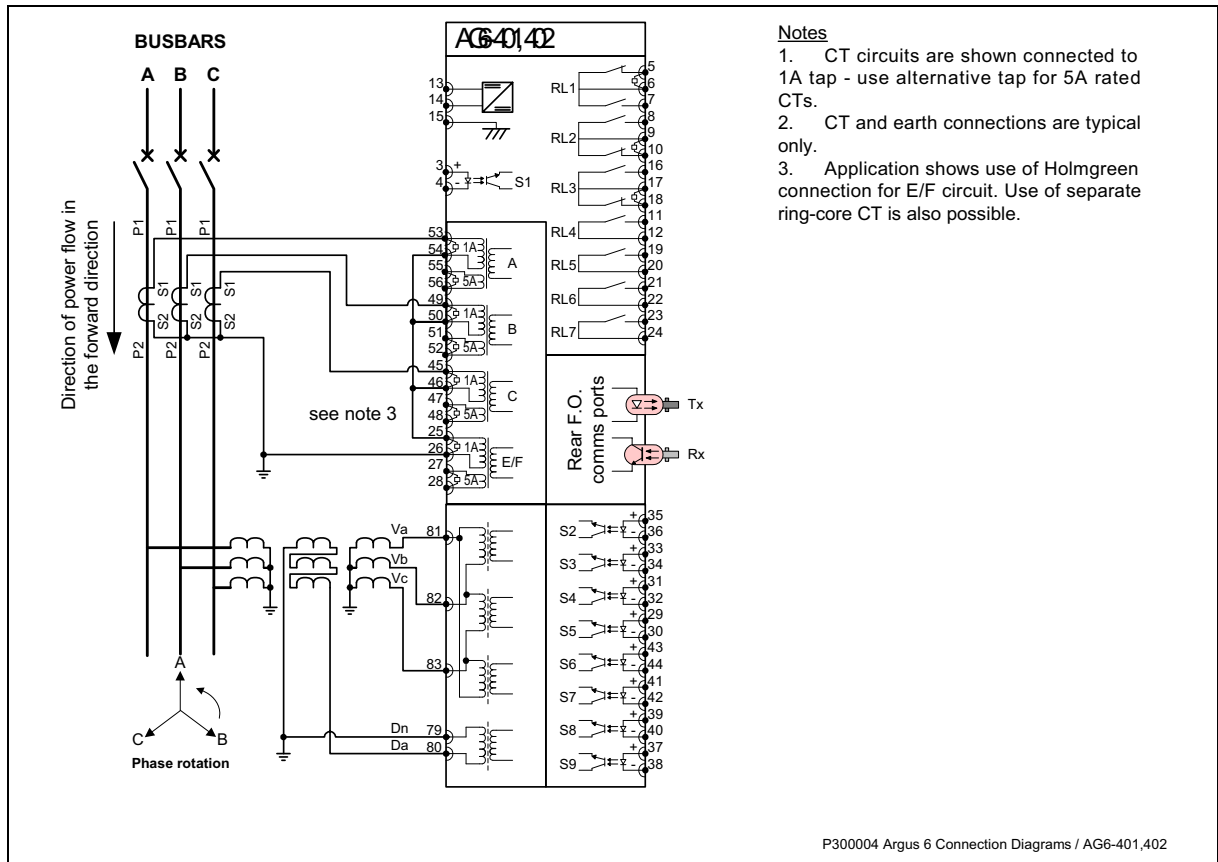 BUSBARS
A B C
Direction of power flow in
the forward direction
P1 P1 P1
S1 S1 S1
S2 S2 S2
P2 P2 P2
see note 3
A
C
B
Phase rotation
AG6-401,402
13
14
15
3 +
4 -
S1
53
54
1A
55
56
5A
A
49
50
1A
51
52
5A
B
45
46
1A
47
48
5A
C
25
26
1A
27
28
5A
E/F
Va
81
Vb
Vc
82
83
Dn
79
Da
80
RL1
5
6
7
RL2
8
9
10
RL3
16
17
18
RL4
11
12
RL5
19
20
RL6
21
22
RL7
23
24
Rear F.O.
comms ports
Tx
Rx
S2
+ 35
- 36
S3
+ 33
- 34
S4
+ 31
- 32
S5
+ 29
- 30
S6
+ 43
- 44
S7
+ 41
- 42
S8
+ 39
- 40
S9
+ 37
- 38
Notes
1. CT circuits are shown connected to
1A tap - use alternative tap for 5A rated
CTs.
2. CT and earth connections are typical
only.
3. Application shows use of Holmgreen
connection for E/F circuit. Use of separate
ring-core CT is also possible.
P300004 Argus 6 Connection Diagrams / AG6-401,402